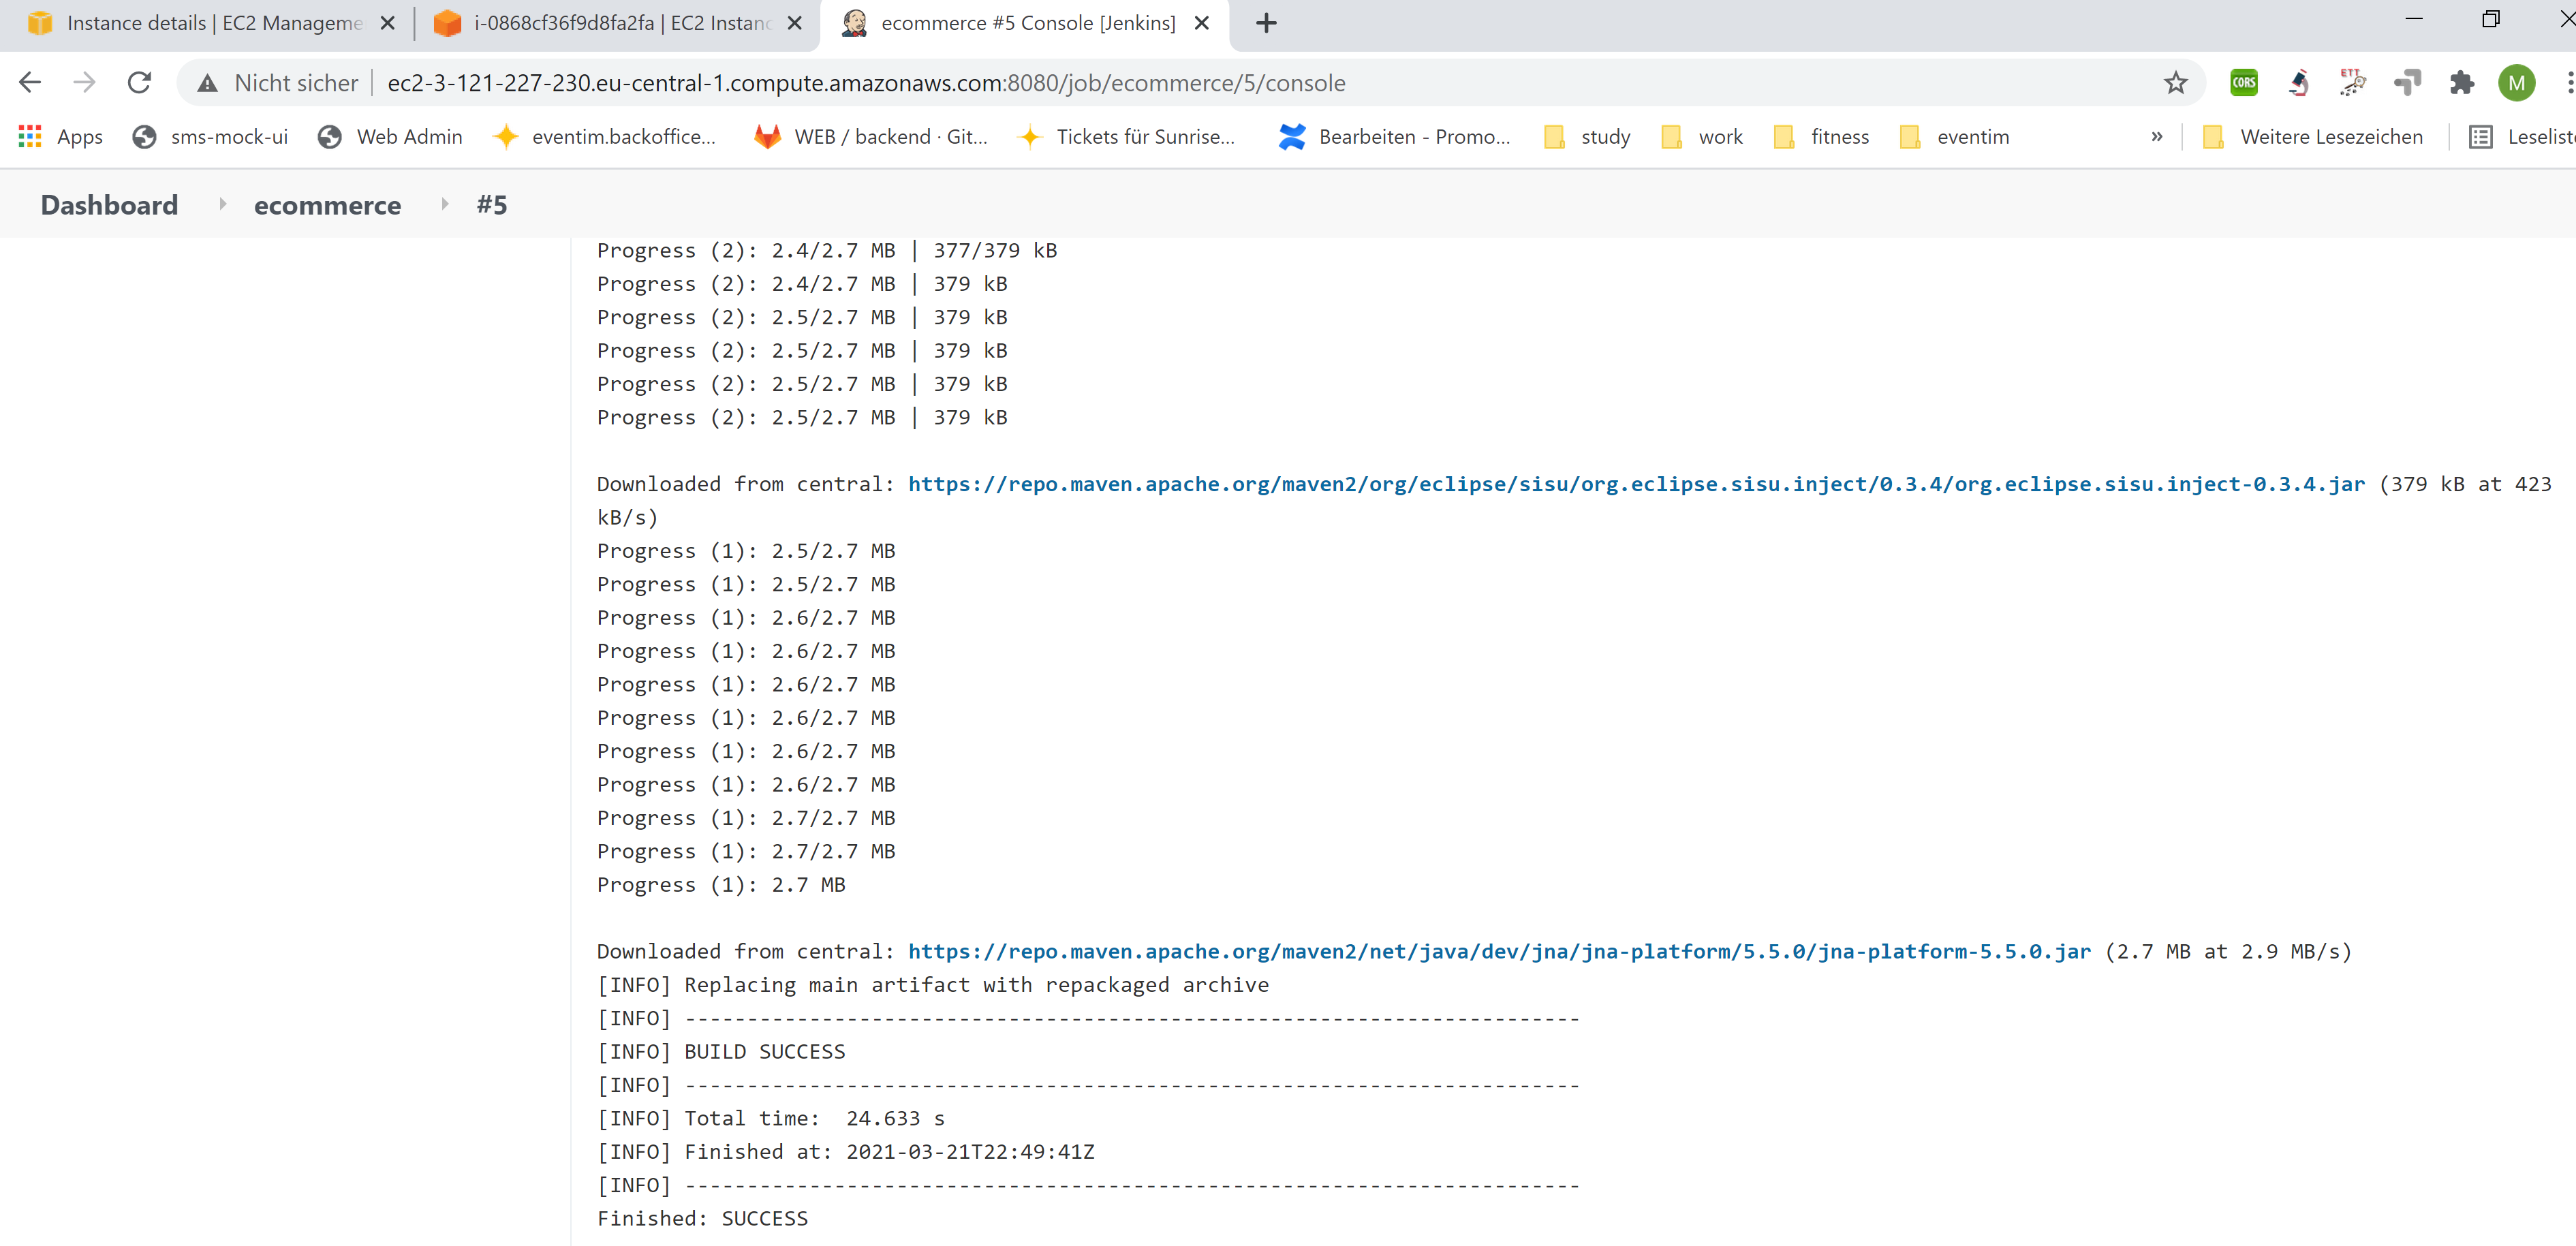 Instance details | EC2 Manageme
i-0868cf36f9d8fa2fa | EC2 Instanc
ecommerce #5 Console [Jenkins]
Nicht sicher
ec2-3-121-227-230.eu-central-1.compute.amazonaws.com:8080/job/ecommerce/5/console
CORS
ETT
M
Apps
sms-mock-ui
Web Admin
eventim.backoffice...
WEB / backend · Git...
Tickets für Sunrise...
Bearbeiten - Promo...
study
work
fitness
eventim
»
Weitere Lesezeichen
Leseliste
Dashboard
ecommerce
#5
Progress (2): 2.4/2.7 MB | 377/379 kB
Progress (2): 2.4/2.7 MB | 379 kB
Progress (2): 2.5/2.7 MB | 379 kB
Progress (2): 2.5/2.7 MB | 379 kB
Progress (2): 2.5/2.7 MB | 379 kB
Progress (2): 2.5/2.7 MB | 379 kB
Downloaded from central: https://repo.maven.apache.org/maven2/org/eclipse/sisu/org.eclipse.sisu.inject/0.3.4/org.eclipse.sisu.inject-0.3.4.jar (379 kB at 423
kB/s)
Progress (1): 2.5/2.7 MB
Progress (1): 2.5/2.7 MB
Progress (1): 2.6/2.7 MB
Progress (1): 2.6/2.7 MB
Progress (1): 2.6/2.7 MB
Progress (1): 2.6/2.7 MB
Progress (1): 2.6/2.7 MB
Progress (1): 2.6/2.7 MB
Progress (1): 2.7/2.7 MB
Progress (1): 2.7/2.7 MB
Progress (1): 2.7 MB
Downloaded from central: https://repo.maven.apache.org/maven2/net/java/dev/jna/jna-platform/5.5.0/jna-platform-5.5.0.jar (2.7 MB at 2.9 MB/s)
[INFO] Replacing main artifact with repackaged archive
[INFO] ------------------------------------------------------------------------
[INFO] BUILD SUCCESS
[INFO] ------------------------------------------------------------------------
[INFO] Total time:  24.633 s
[INFO] Finished at: 2021-03-21T22:49:41Z
[INFO] ------------------------------------------------------------------------
Finished: SUCCESS